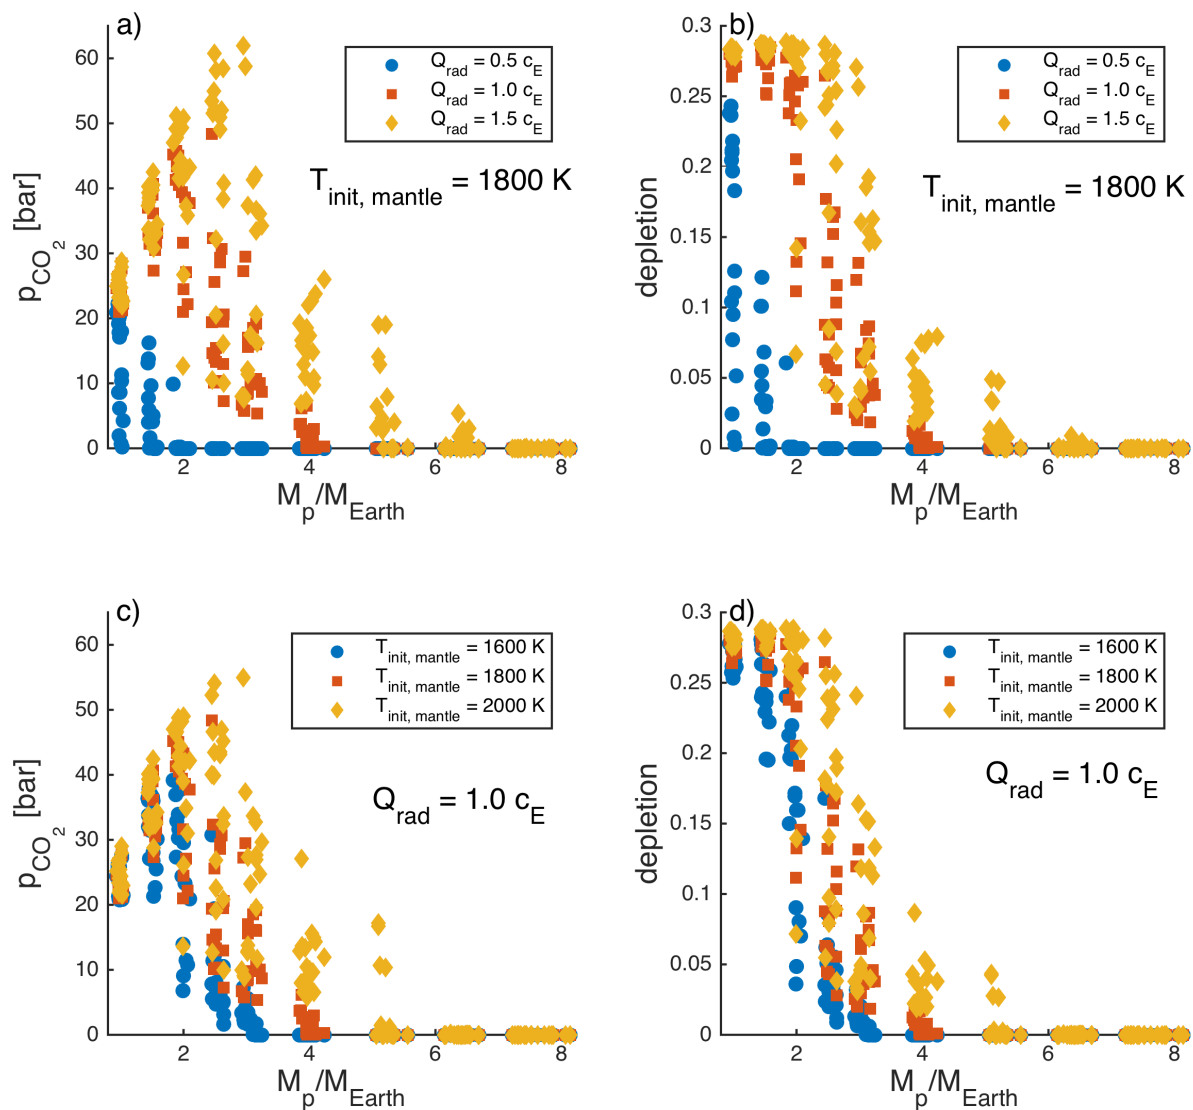 a)
60
50
40
30
20
10
0
p_CO2 [bar]
Q_rad = 0.5 c_E
Q_rad = 1.0 c_E
Q_rad = 1.5 c_E
T_init, mantle = 1800 K
2
4
6
8
M_p/M_Earth
b)
0.3
0.25
0.2
0.15
0.1
0.05
0
depletion
Q_rad = 0.5 c_E
Q_rad = 1.0 c_E
Q_rad = 1.5 c_E
T_init, mantle = 1800 K
2
4
6
8
M_p/M_Earth
c)
60
50
40
30
20
10
0
p_CO2 [bar]
T_init, mantle = 1600 K
T_init, mantle = 1800 K
T_init, mantle = 2000 K
Q_rad = 1.0 c_E
2
4
6
8
M_p/M_Earth
d)
0.3
0.25
0.2
0.15
0.1
0.05
0
depletion
T_init, mantle = 1600 K
T_init, mantle = 1800 K
T_init, mantle = 2000 K
Q_rad = 1.0 c_E
2
4
6
8
M_p/M_Earth